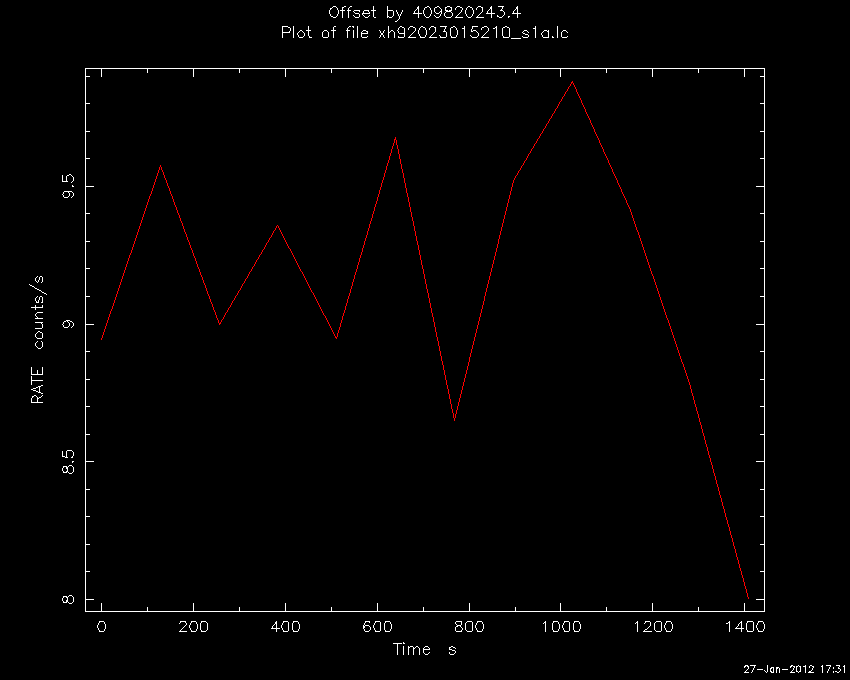 Offset by 409820243.4
Plot of file xh92023015210_s1a.lc
9.5
9
8.5
8
RATE counts/s
0 200 400 600 800 1000 1200 1400
Time s
27-Jan-2012 17:31